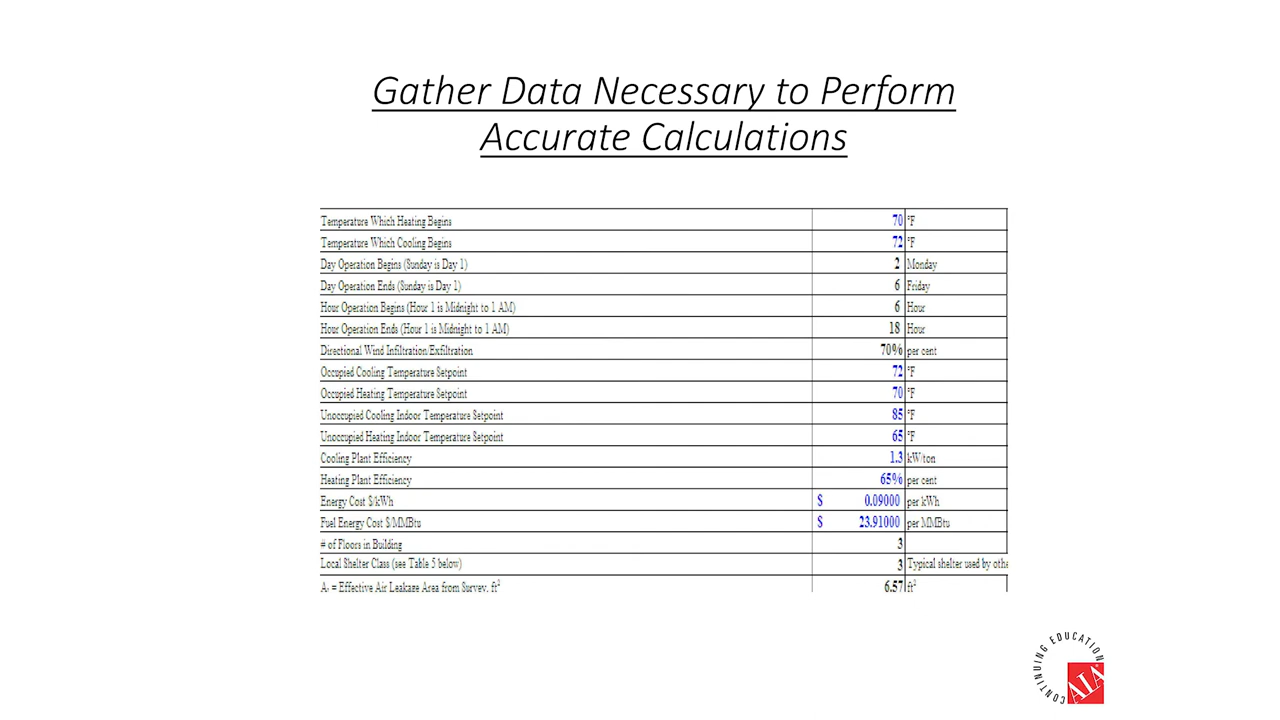 Gather Data Necessary to Perform
Accurate Calculations
Temperature Which Heating Begins 70 °F
Temperature Which Cooling Begins 72 °F
Day Operation Begins (Sunday is Day 1) 2 Monday
Day Operation Ends (Sunday is Day 1) 6 Friday
Hour Operation Begins (Hour 1 is Midnight to 1 AM) 6 Hour
Hour Operation Ends (Hour 1 is Midnight to 1 AM) 18 Hour
Directional Wind Infiltration/Exfiltration 70% per cent
Occupied Cooling Temperature Setpoint 72 °F
Occupied Heating Temperature Setpoint 70 °F
Unoccupied Cooling Indoor Temperature Setpoint 85 °F
Unoccupied Heating Indoor Temperature Setpoint 65 °F
Cooling Plant Efficiency 1.3 kW/ton
Heating Plant Efficiency 65% per cent
Energy Cost $/kWh $ 0.09000 per kWh
Fuel Energy Cost $/MMBtu $ 23.91000 per MMBtu
# of Floors in Building 3
Local Shelter Class (see Table 5 below) 3 Typical shelter used by othe
= Effective Air Leakage Area from Survey, ft² 6.57 ft²
CONTINUING EDUCATION
AIA